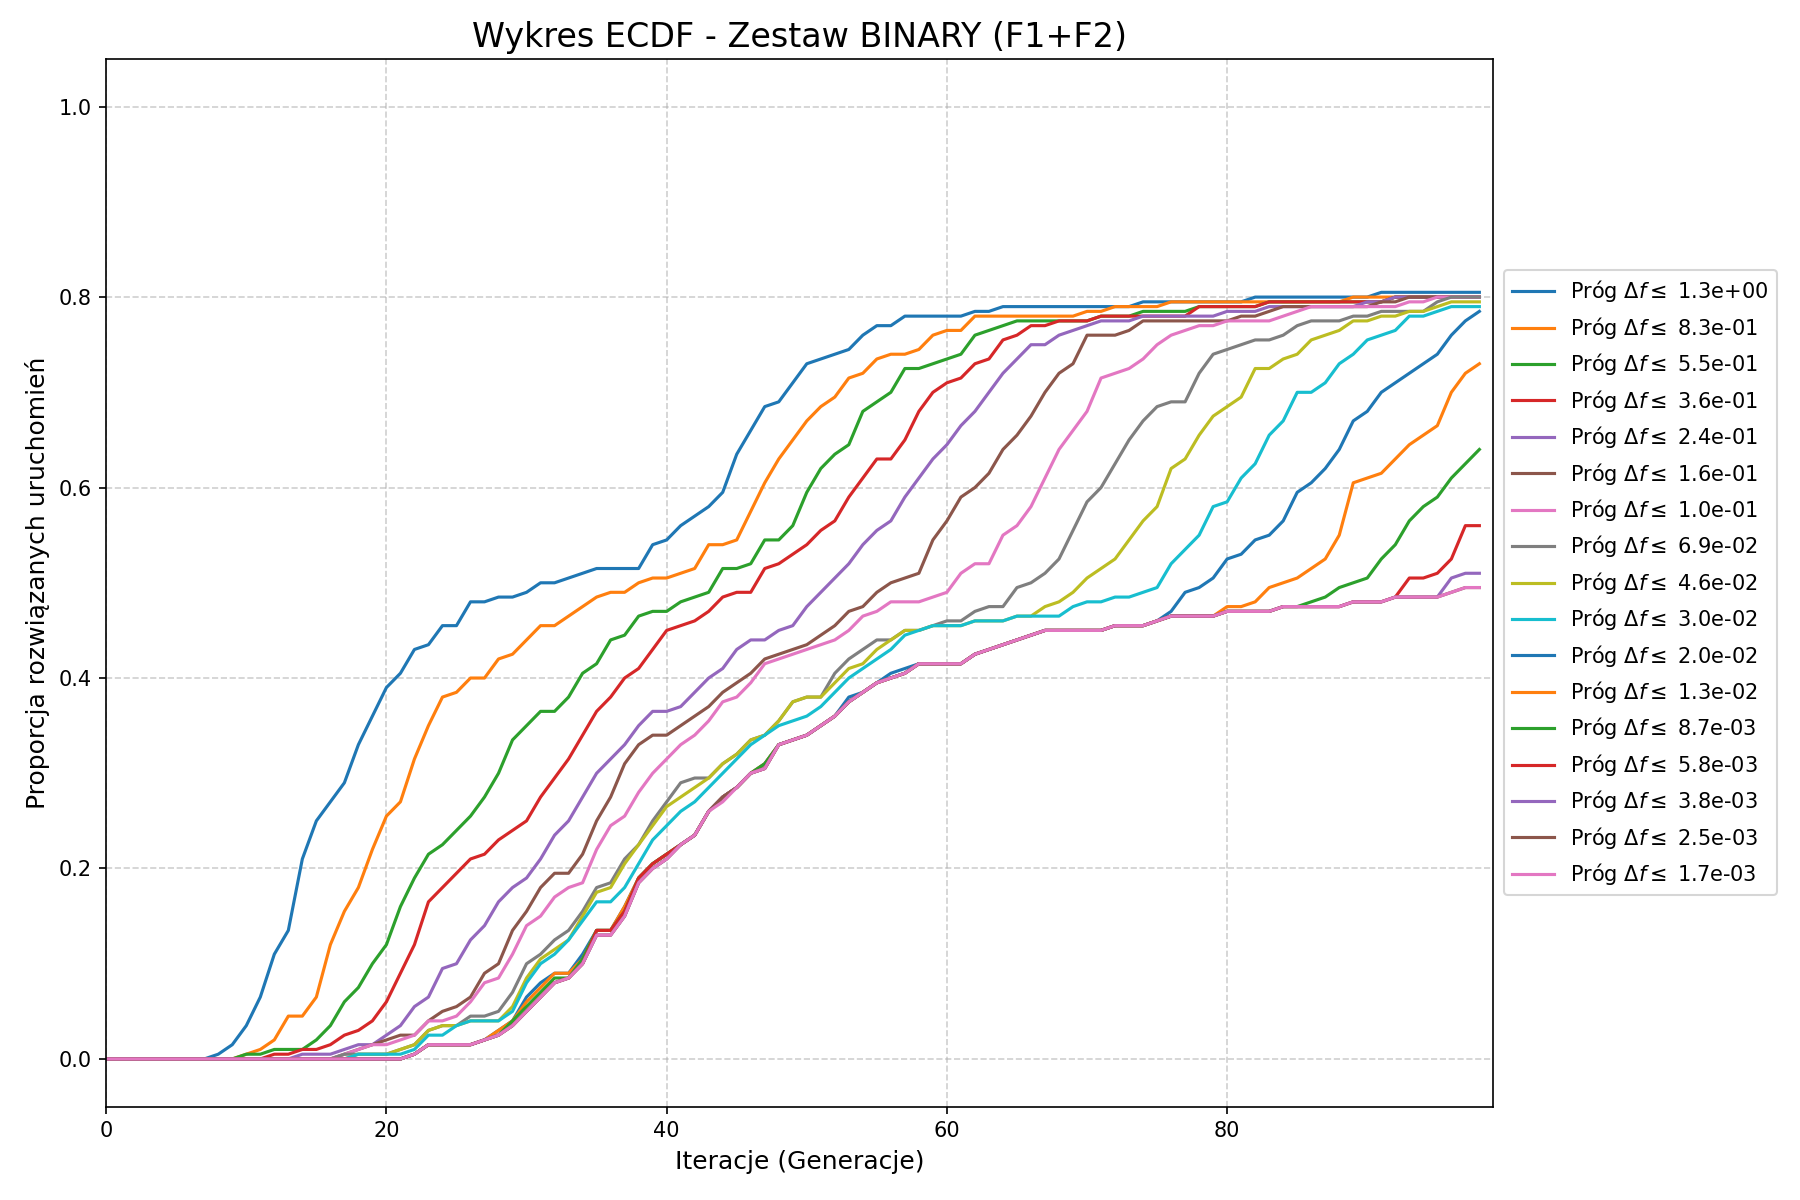 Wykres ECDF - Zestaw BINARY (F1+F2)
Proporcja rozwiązanych uruchomień
1.0
0.8
0.6
0.4
0.2
0.0
0 20 40 60 80
Iteracje (Generacje)
Próg Δf ≤ 1.3e+00
Próg Δf ≤ 8.3e-01
Próg Δf ≤ 5.5e-01
Próg Δf ≤ 3.6e-01
Próg Δf ≤ 2.4e-01
Próg Δf ≤ 1.6e-01
Próg Δf ≤ 1.0e-01
Próg Δf ≤ 6.9e-02
Próg Δf ≤ 4.6e-02
Próg Δf ≤ 3.0e-02
Próg Δf ≤ 2.0e-02
Próg Δf ≤ 1.3e-02
Próg Δf ≤ 8.7e-03
Próg Δf ≤ 5.8e-03
Próg Δf ≤ 3.8e-03
Próg Δf ≤ 2.5e-03
Próg Δf ≤ 1.7e-03